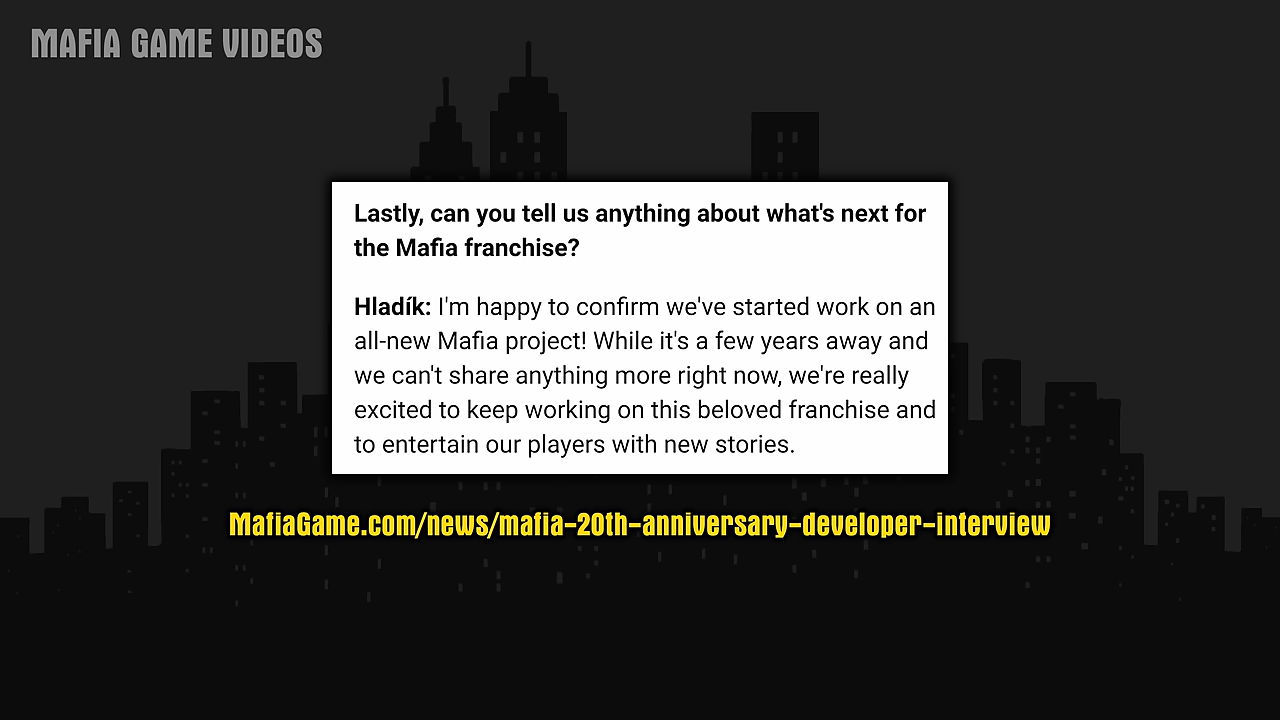 MAFIA GAME VIDEOS
Lastly, can you tell us anything about what's next for
the Mafia franchise?
Hladík: I'm happy to confirm we've started work on an
all-new Mafia project! While it's a few years away and
we can't share anything more right now, we're really
excited to keep working on this beloved franchise and
to entertain our players with new stories.
MafiaGame.com/news/mafia-20th-anniversary-developer-interview